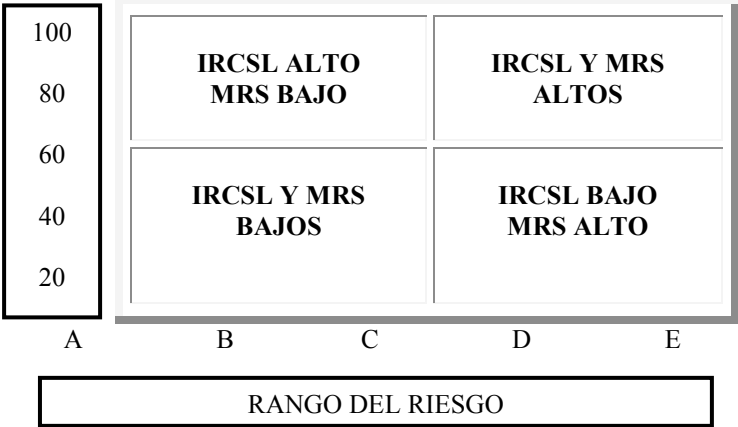 100
80
60
40
20
IRCSL ALTO
MRS BAJO
IRCSL Y MRS
ALTOS
IRCSL Y MRS
BAJOS
IRCSL BAJO
MRS ALTO
A B C D E
RANGO DEL RIESGO